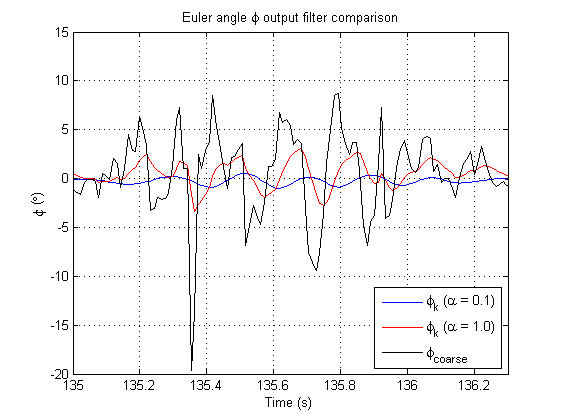 Euler angle ϕ output filter comparison
15
10
5
0
-5
-10
-15
-20
ϕ (°)
135
135.2
135.4
135.6
135.8
136
136.2
Time (s)
ϕk (α = 0.1)
ϕk (α = 1.0)
ϕcoarse